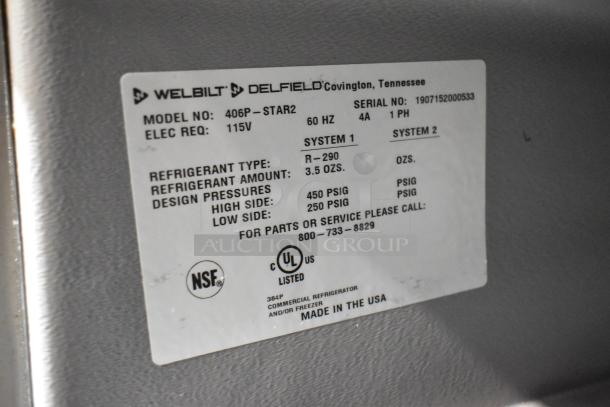 WELBILT DELFIELD Covington, Tennessee
MODEL NO: 406P-STAR2 SERIAL NO: 1907152000533
ELEC REQ: 115V 60 HZ 4A 1 PH
SYSTEM 1 SYSTEM 2
REFRIGERANT TYPE: R-290
REFRIGERANT AMOUNT: 3.5 OZS. OZS.
DESIGN PRESSURES
HIGH SIDE: 450 PSIG PSIG
LOW SIDE: 250 PSIG PSIG
FOR PARTS OR SERVICE PLEASE CALL:
800-733-8829
AUCTION GROUP
NSF®
C UL US
LISTED
364P
COMMERCIAL REFRIGERATOR
AND/OR FREEZER
MADE IN THE USA